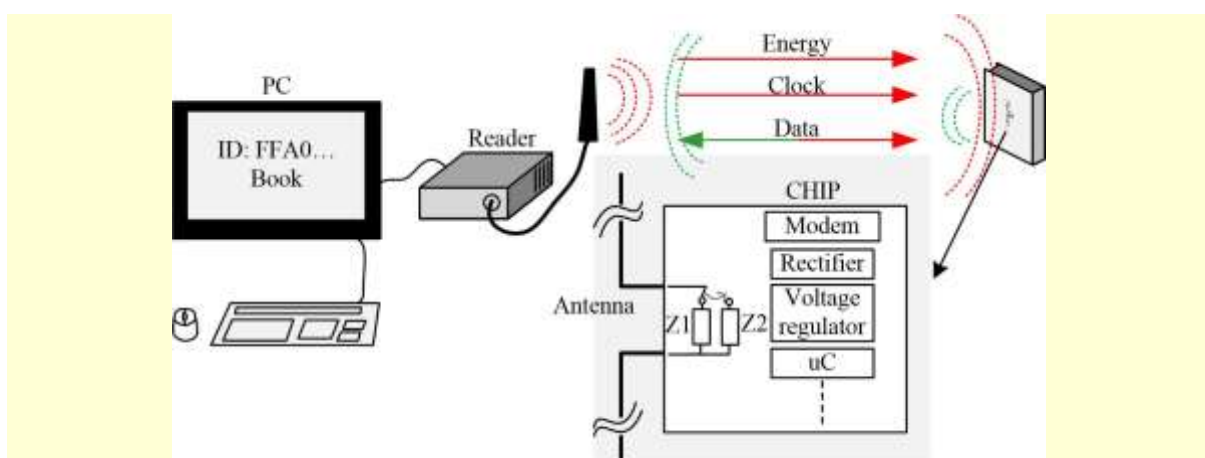 PC
ID: FFA0…
Book
Reader
Energy
Clock
Data
CHIP
Modem
Rectifier
Voltage
regulator
uC
Antenna
Z1
Z2